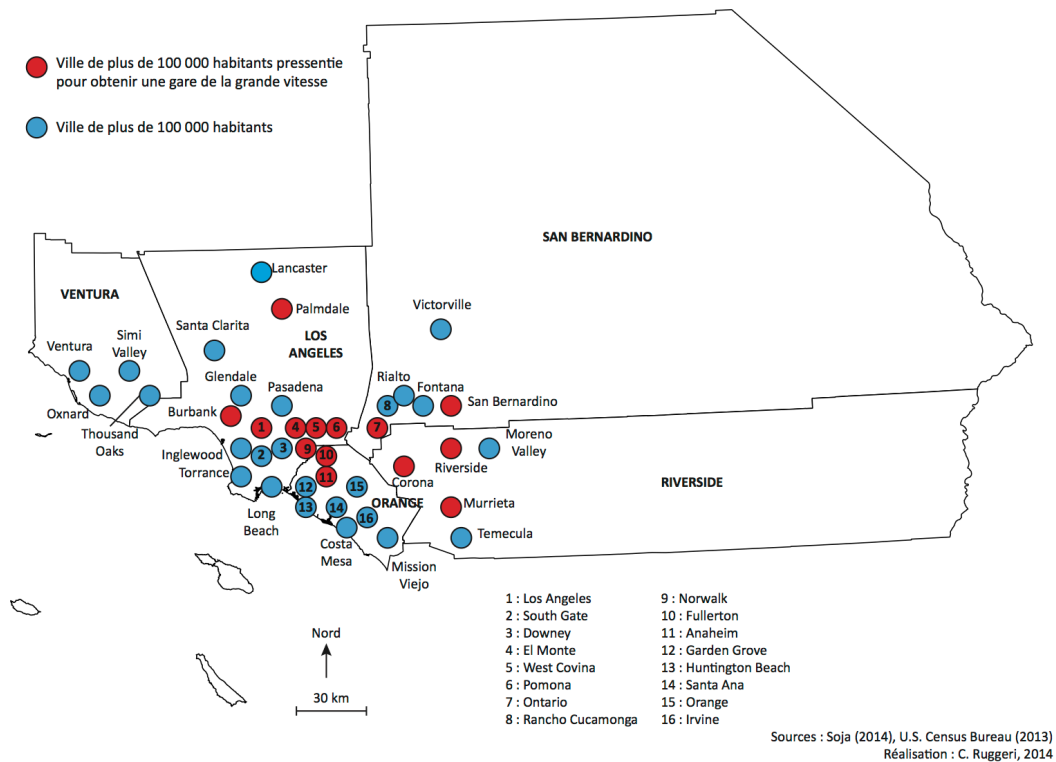 Ville de plus de 100 000 habitants pressentie
pour obtenir une gare de la grande vitesse
Ville de plus de 100 000 habitants
SAN BERNARDINO
Lancaster
VENTURA
Palmdale
Victorville
Santa Clarita
LOS
ANGELES
Ventura
Simi
Valley
Glendale
Pasadena
Rialto
Fontana
8
San Bernardino
Oxnard
Burbank
Thousand
Oaks
1
4
5
6
7
Moreno
Valley
Inglewood
2
3
9
10
Riverside
Torrance
11
Corona
RIVERSIDE
12
15
ORANGE
Long
Beach
13
14
16
Murrieta
Costa
Mesa
Temecula
Mission
Viejo
1 : Los Angeles
2 : South Gate
3 : Downey
4 : El Monte
5 : West Covina
6 : Pomona
7 : Ontario
8 : Rancho Cucamonga
9 : Norwalk
10 : Fullerton
11 : Anaheim
12 : Garden Grove
13 : Huntington Beach
14 : Santa Ana
15 : Orange
16 : Irvine
Nord
30 km
Sources : Soja (2014), U.S. Census Bureau (2013)
Réalisation : C. Ruggeri, 2014